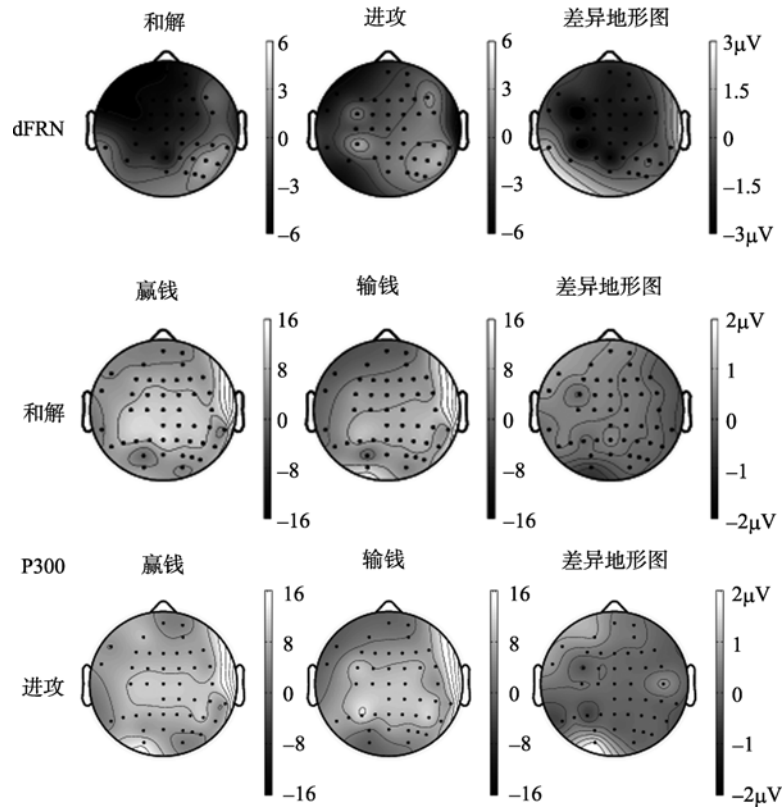 和解 进攻 差异地形图
6 6 3μV
3 3 1.5
dFRN 0 0 0
−3 −3 −1.5
−6 −6 −3μV
赢钱 输钱 差异地形图
16 16 2μV
8 8 1
和解 0 0 0
−8 −8 −1
−16 −16 −2μV
P300 赢钱 输钱 差异地形图
16 16 2μV
8 8 1
进攻 0 0 0
−8 −8 −1
−16 −16 −2μV